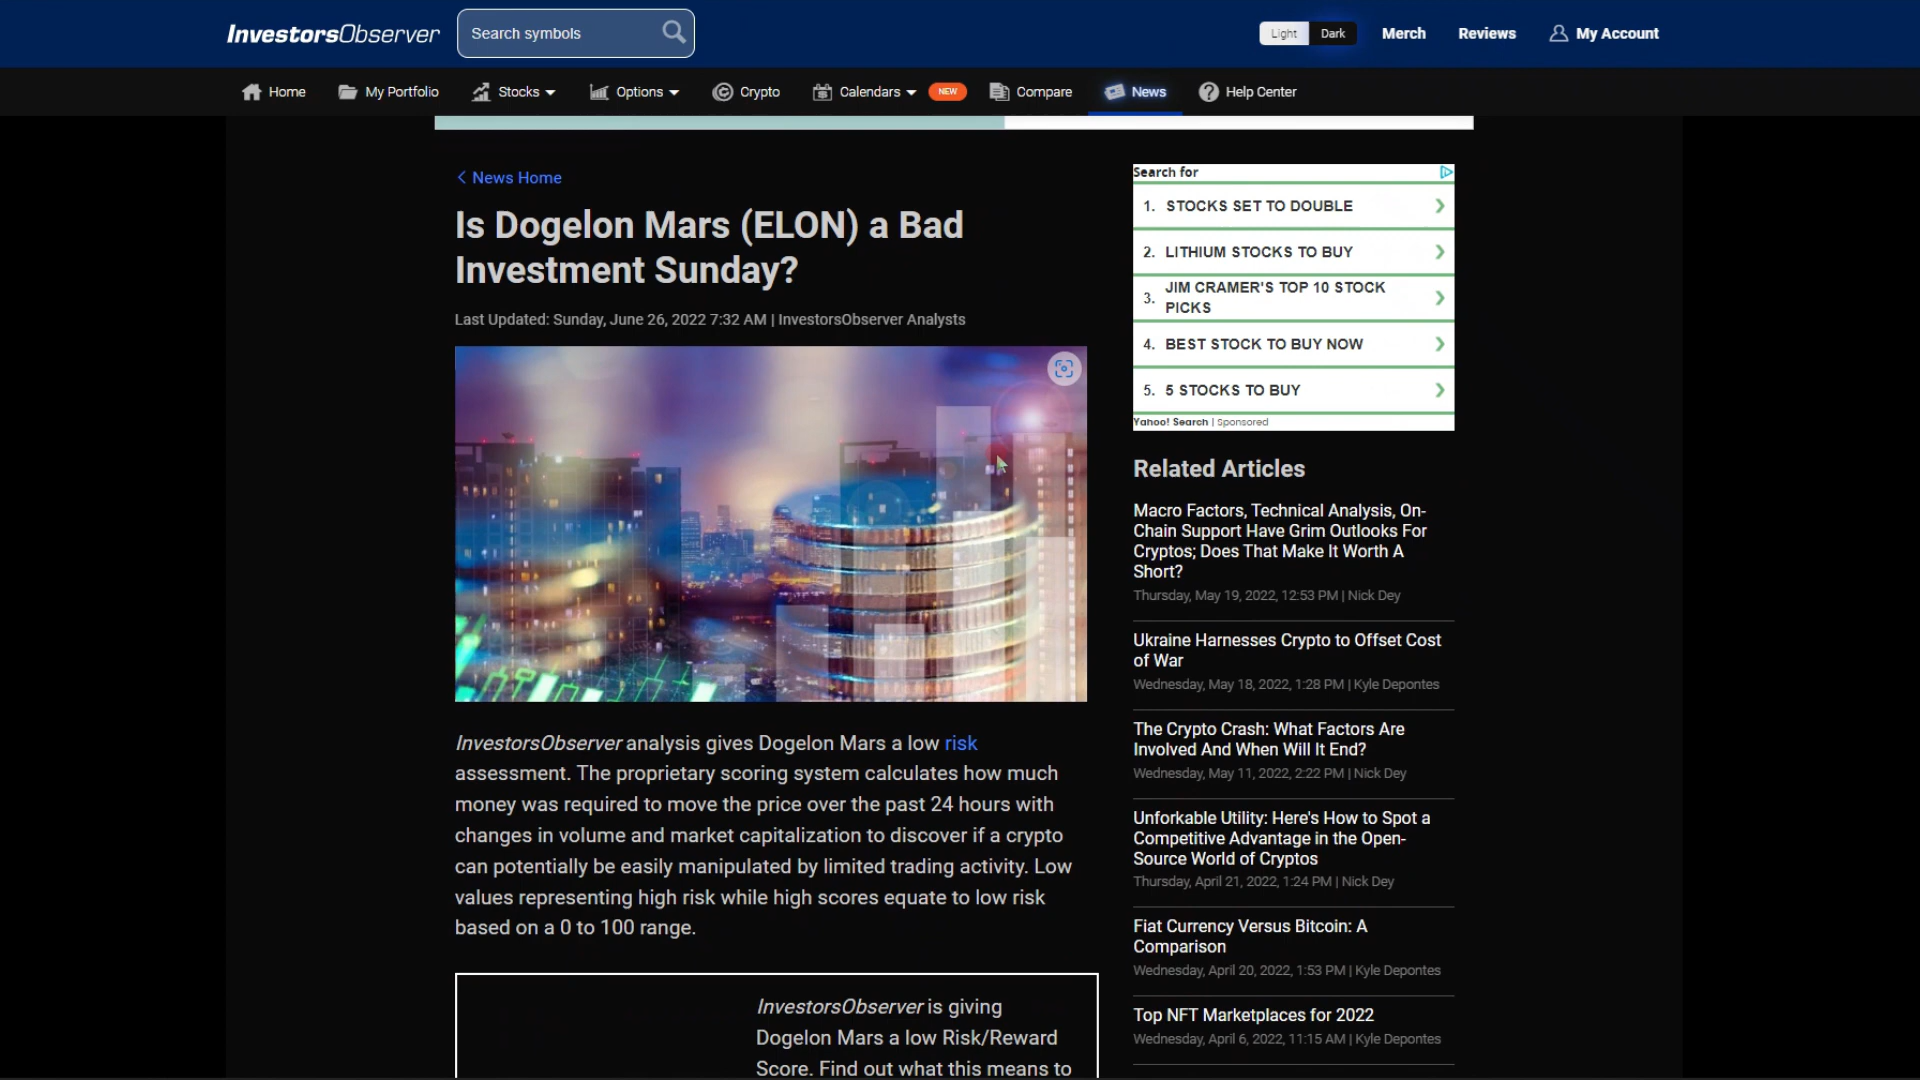 InvestorsObserver
Search symbols
Light Dark
Merch
Reviews
My Account
Home
My Portfolio
Stocks
Options
Crypto
Calendars
NEW
Compare
News
Help Center
News Home
Is Dogelon Mars (ELON) a Bad
Investment Sunday?
Last Updated: Sunday, June 26, 2022 7:32 AM | InvestorsObserver Analysts
InvestorsObserver analysis gives Dogelon Mars a low risk
assessment. The proprietary scoring system calculates how much
money was required to move the price over the past 24 hours with
changes in volume and market capitalization to discover if a crypto
can potentially be easily manipulated by limited trading activity. Low
values representing high risk while high scores equate to low risk
based on a 0 to 100 range.
InvestorsObserver is giving
Dogelon Mars a low Risk/Reward
Score. Find out what this means to
Search for
1. STOCKS SET TO DOUBLE
2. LITHIUM STOCKS TO BUY
3. JIM CRAMER'S TOP 10 STOCK
PICKS
4. BEST STOCK TO BUY NOW
5. 5 STOCKS TO BUY
Yahoo! Search | Sponsored
Related Articles
Macro Factors, Technical Analysis, On-
Chain Support Have Grim Outlooks For
Cryptos; Does That Make It Worth A
Short?
Thursday, May 19, 2022, 12:53 PM | Nick Dey
Ukraine Harnesses Crypto to Offset Cost
of War
Wednesday, May 18, 2022, 1:28 PM | Kyle Depontes
The Crypto Crash: What Factors Are
Involved And When Will It End?
Wednesday, May 11, 2022, 2:22 PM | Nick Dey
Unforkable Utility: Here's How to Spot a
Competitive Advantage in the Open-
Source World of Cryptos
Thursday, April 21, 2022, 1:24 PM | Nick Dey
Fiat Currency Versus Bitcoin: A
Comparison
Wednesday, April 20, 2022, 1:53 PM | Kyle Depontes
Top NFT Marketplaces for 2022
Wednesday, April 6, 2022, 11:15 AM | Kyle Depontes